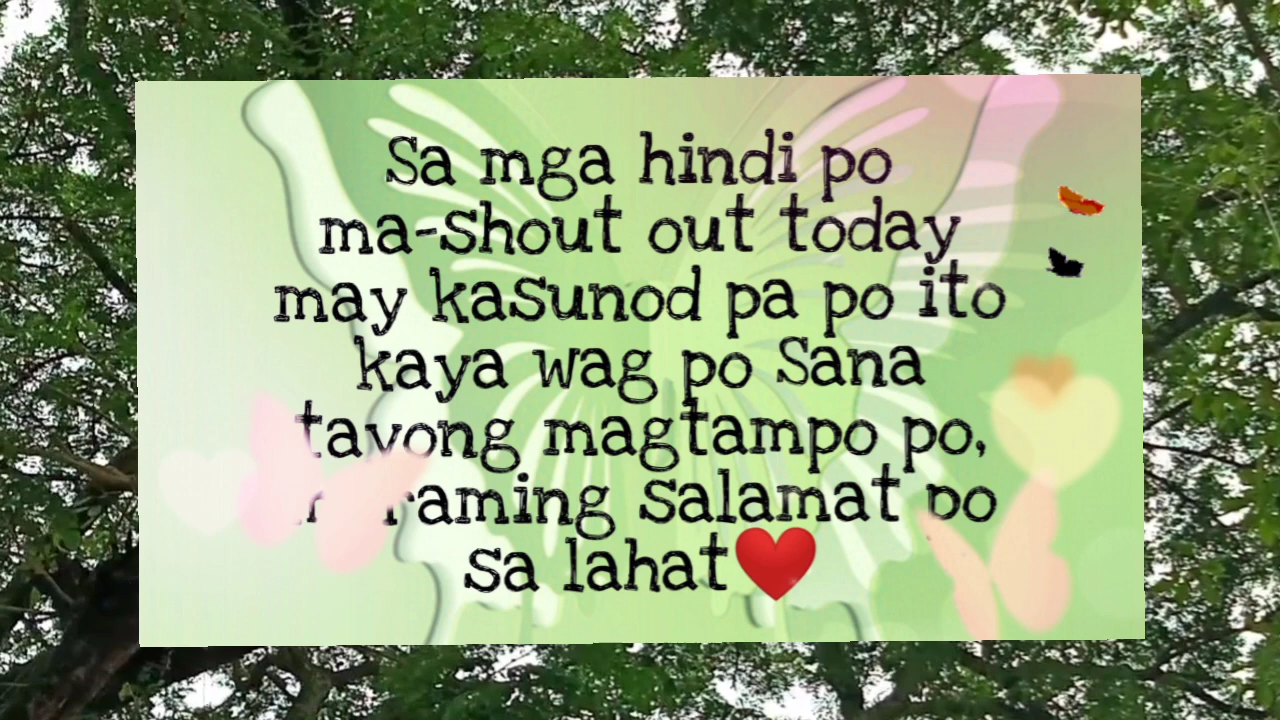 Sa mga hindi po
ma-shout out today
may kasunod pa po ito
kaya wag po Sana
tayong magtampo po,
salamat po
sa lahat